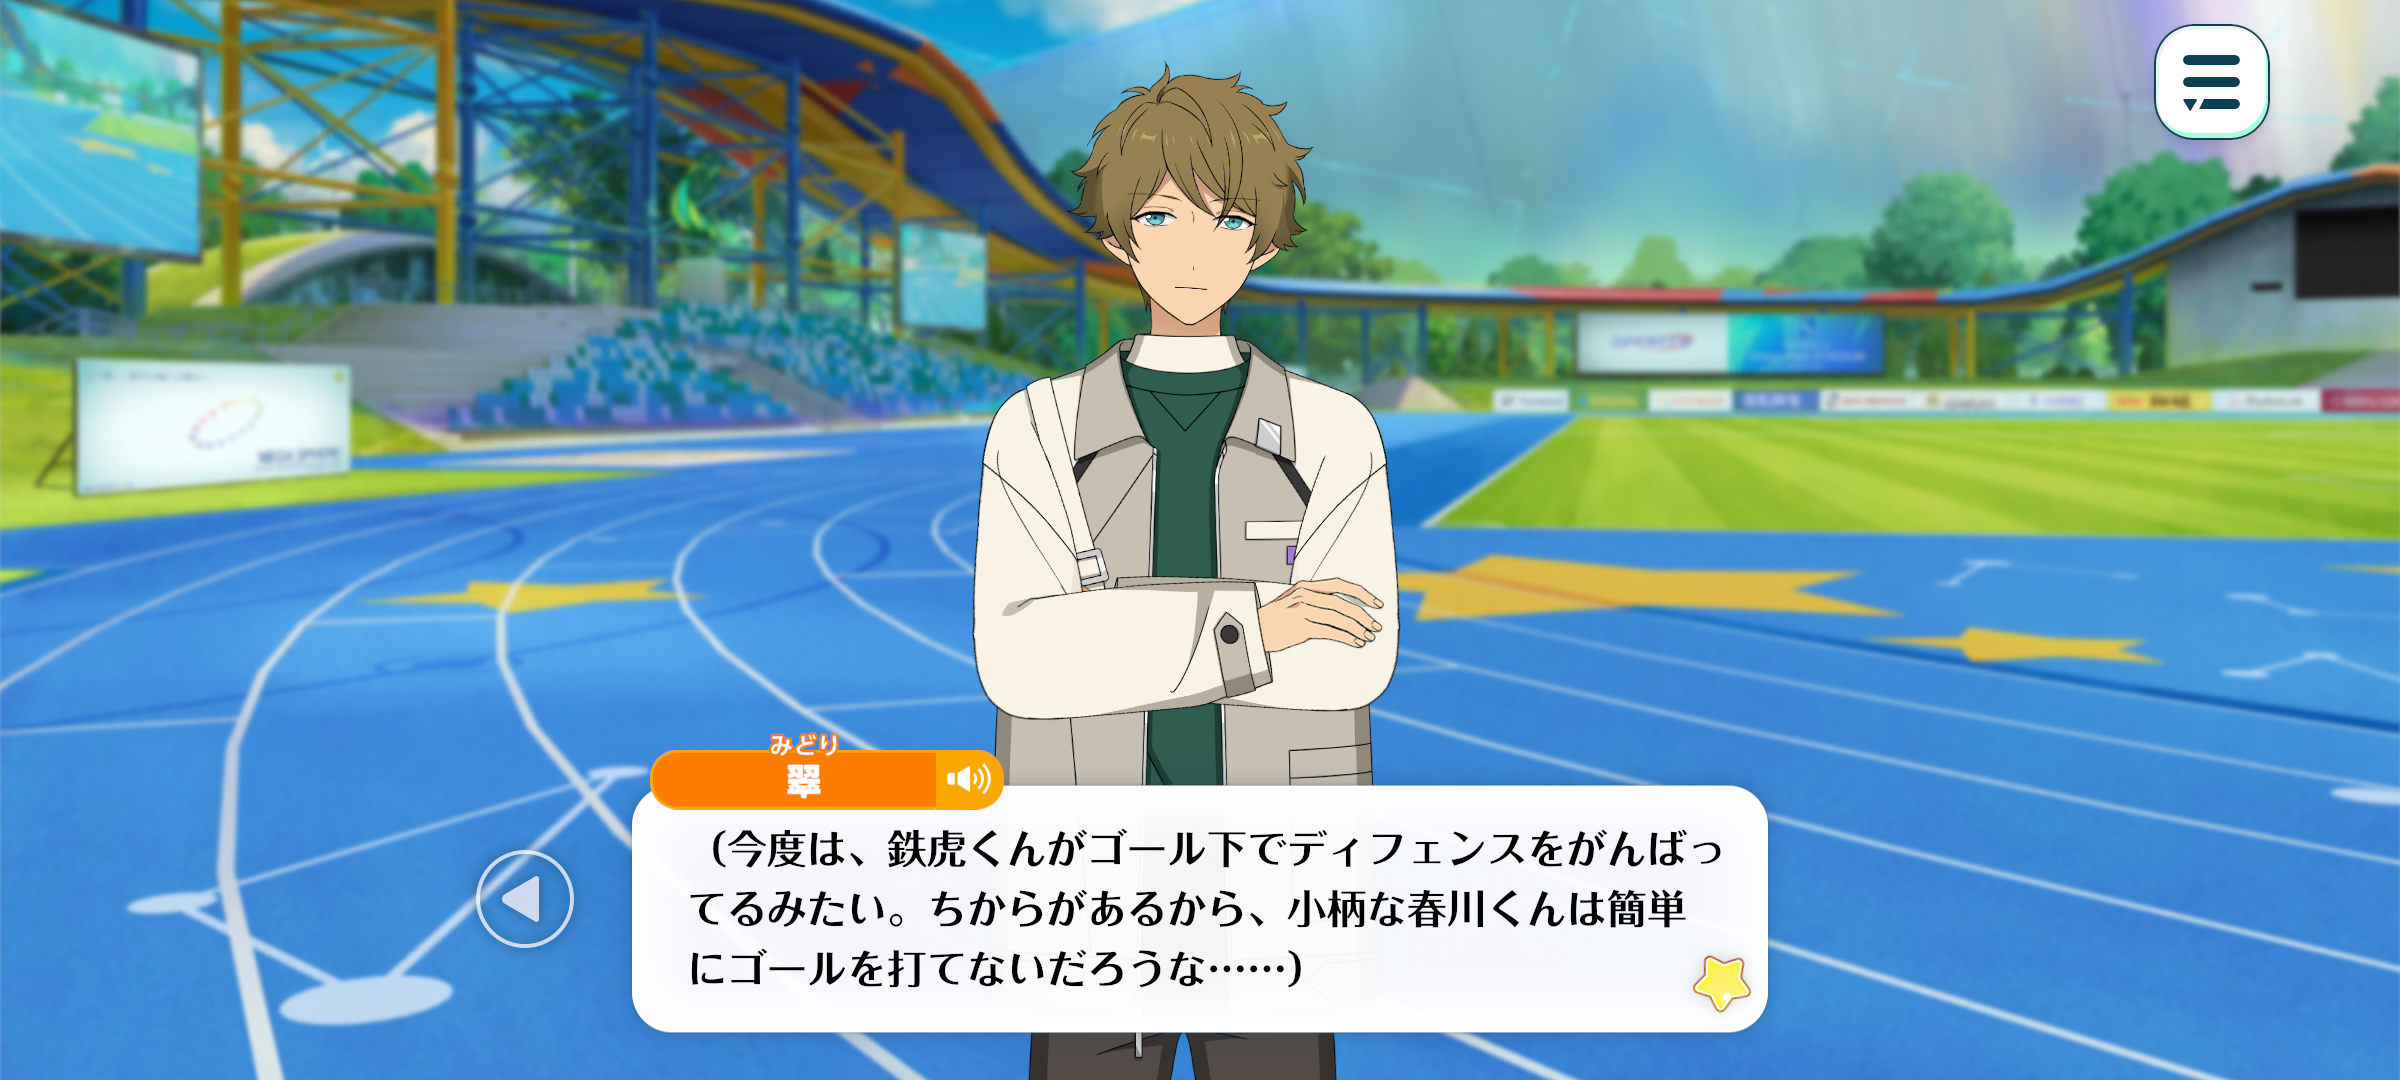 SPORTS
MEGA SPHERE
みどり
翠
（今度は、鉄虎くんがゴール下でディフェンスをがんばっ
てるみたい。ちからがあるから、小柄な春川くんは簡単
にゴールを打てないだろうな……）